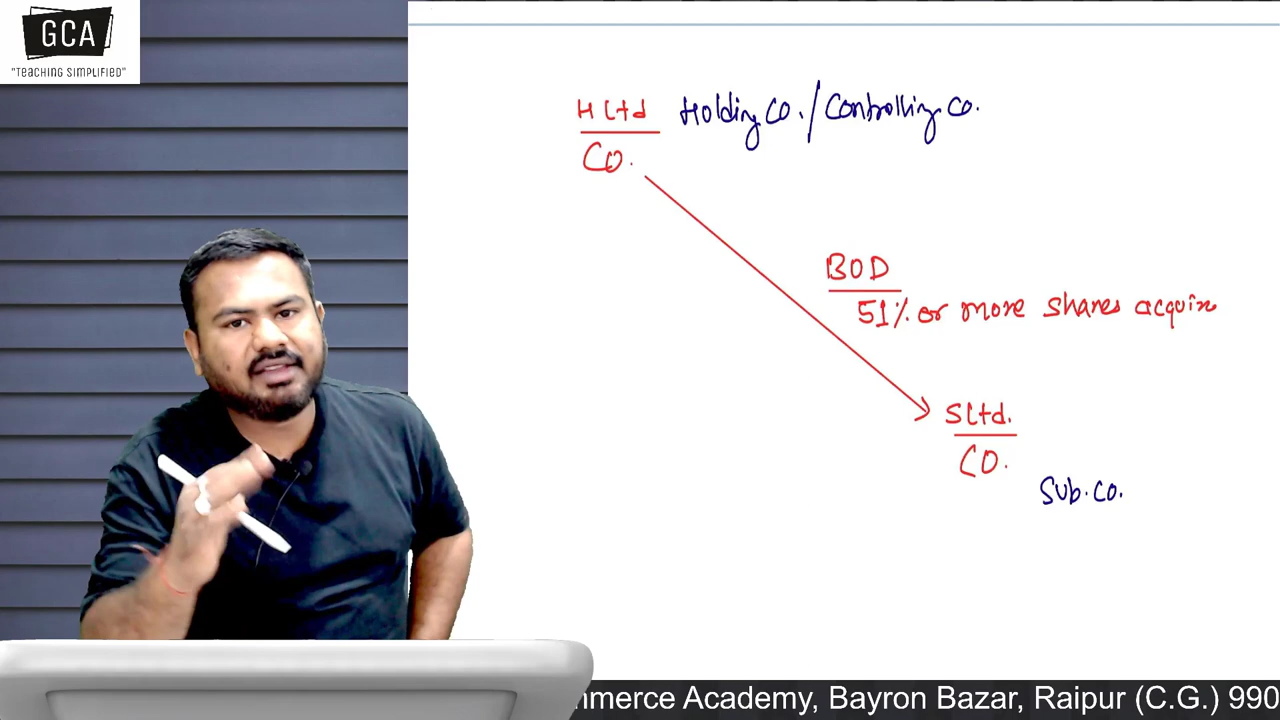 GCA
"Teaching Simplified"
H Ltd Holding Co. / Controlling Co.
Co.
BOD
51% or more shares acquire
S Ltd.
CO.
Sub. Co.
mmerce Academy, Bayron Bazar, Raipur (C.G.) 990